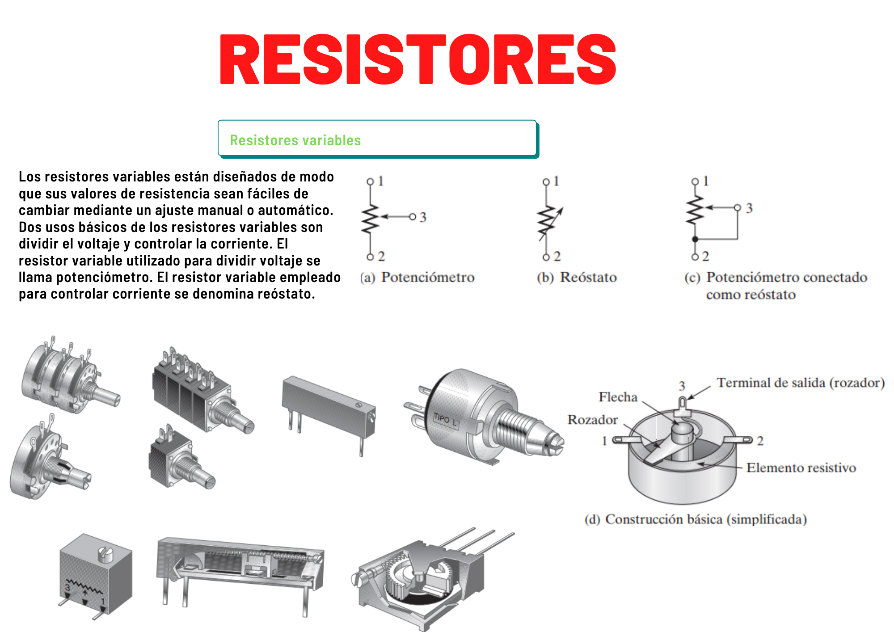 RESISTORES
Resistores variables
Los resistores variables están diseñados de modo
que sus valores de resistencia sean fáciles de
cambiar mediante un ajuste manual o automático.
Dos usos básicos de los resistores variables son
dividir el voltaje y controlar la corriente. El
resistor variable utilizado para dividir voltaje se
llama potenciómetro. El resistor variable empleado
para controlar corriente se denomina reóstato.
1
3
2
(a) Potenciómetro
1
2
(b) Reóstato
1
3
2
(c) Potenciómetro conectado
como reóstato
TIPO L
3
1
3
Terminal de salida (rozador)
Flecha
Rozador
1
2
Elemento resistivo
(d) Construcción básica (simplificada)